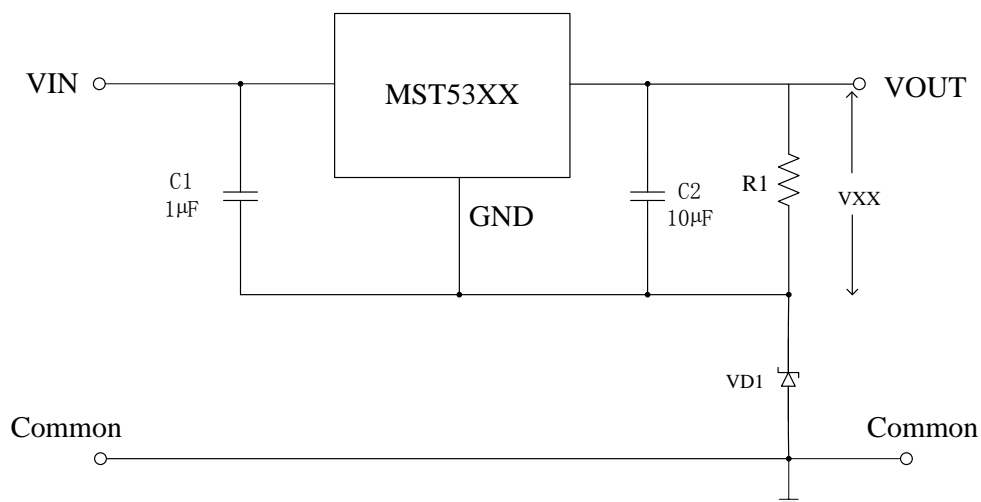 VIN
MST53XX
VOUT
C1
1μF
GND
C2
10μF
R1
VXX
VD1
Common
Common